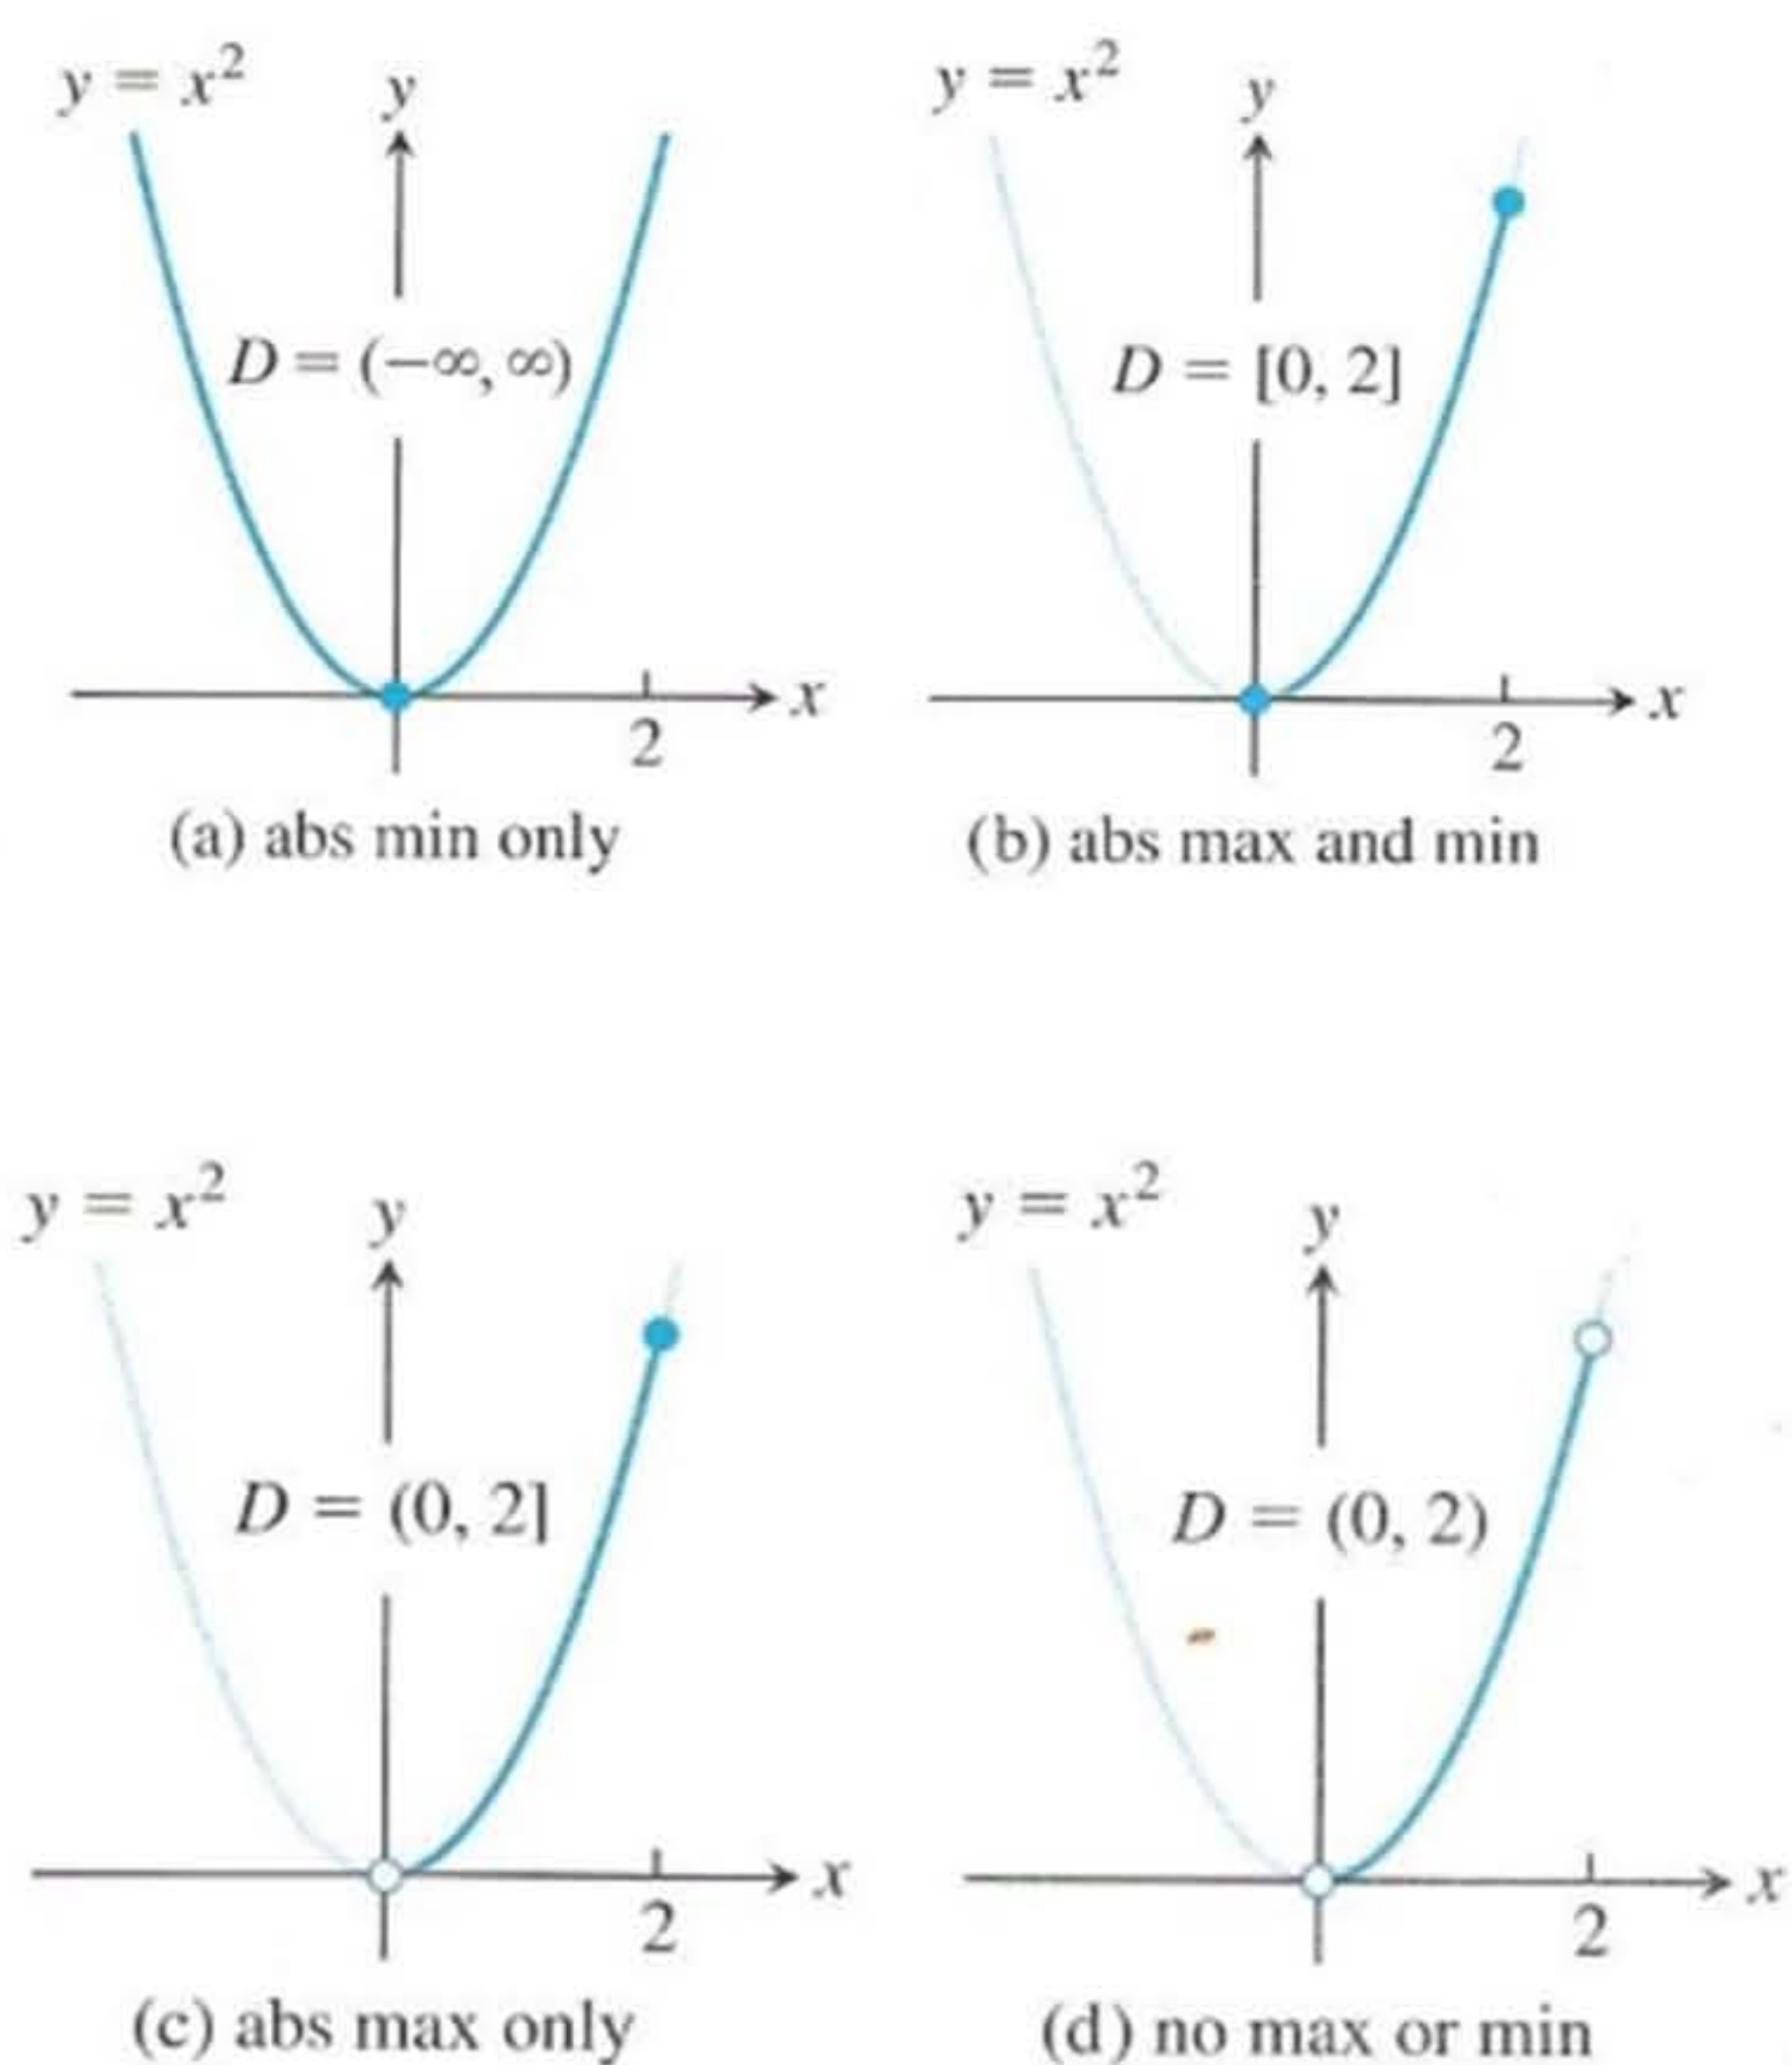 y = x²
y
D = (−∞, ∞)
x
2
(a) abs min only
y = x²
y
D = [0, 2]
x
2
(b) abs max and min
y = x²
y
D = (0, 2]
x
2
(c) abs max only
y = x²
y
D = (0, 2)
x
2
(d) no max or min